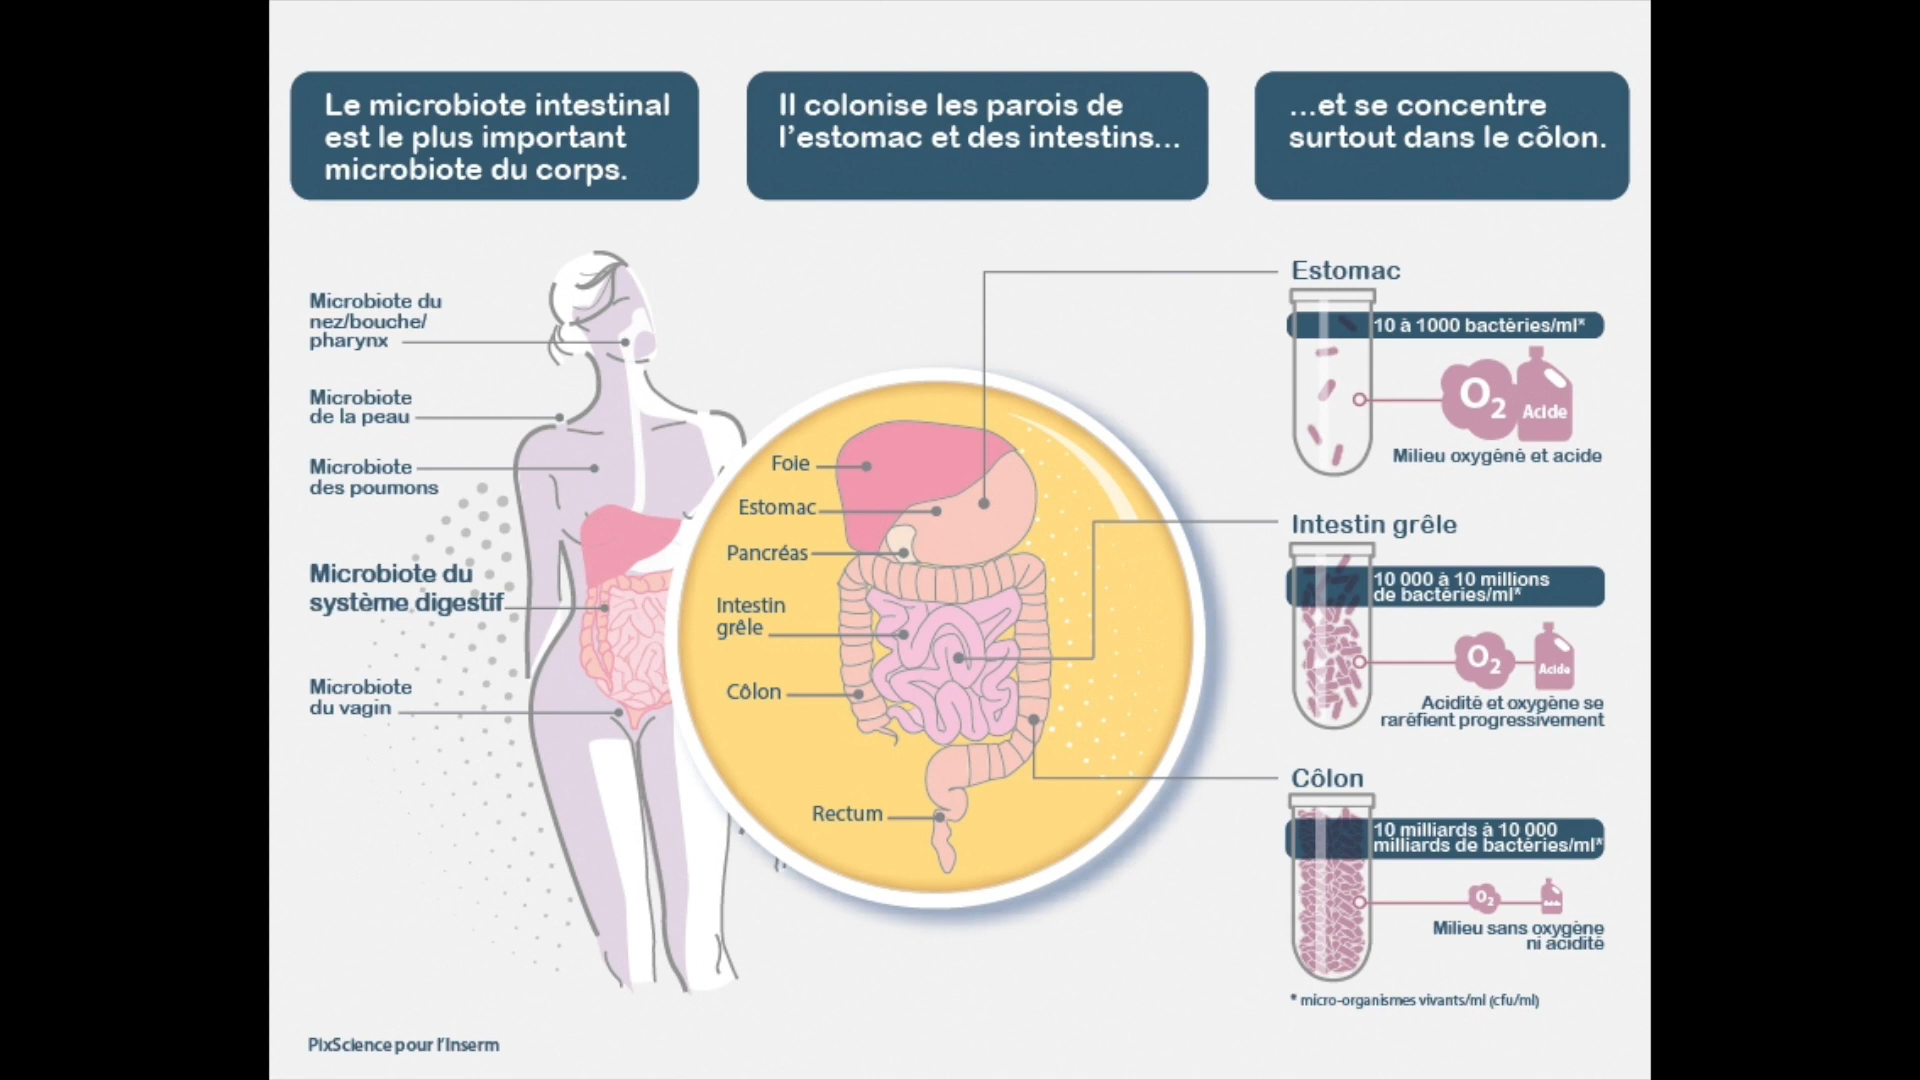 Le microbiote intestinal
est le plus important
microbiote du corps.
Il colonise les parois de
l'estomac et des intestins...
...et se concentre
surtout dans le côlon.
Microbiote du
nez/bouche/
pharynx
Microbiote
de la peau
Microbiote
des poumons
Microbiote du
système digestif
Microbiote
du vagin
Foie
Estomac
Pancréas
Intestin
grêle
Côlon
Rectum
Estomac
10 à 1000 bactéries/ml*
O2
Acide
Milieu oxygéné et acide
Intestin grêle
10 000 à 10 millions
de bactéries/ml*
O2
Acide
Acidité et oxygène se
raréfient progressivement
Côlon
10 milliards à 10 000
milliards de bactéries/ml*
O2
Milieu sans oxygène
ni acidité
* micro-organismes vivants/ml (cfu/ml)
PixScience pour l'Inserm